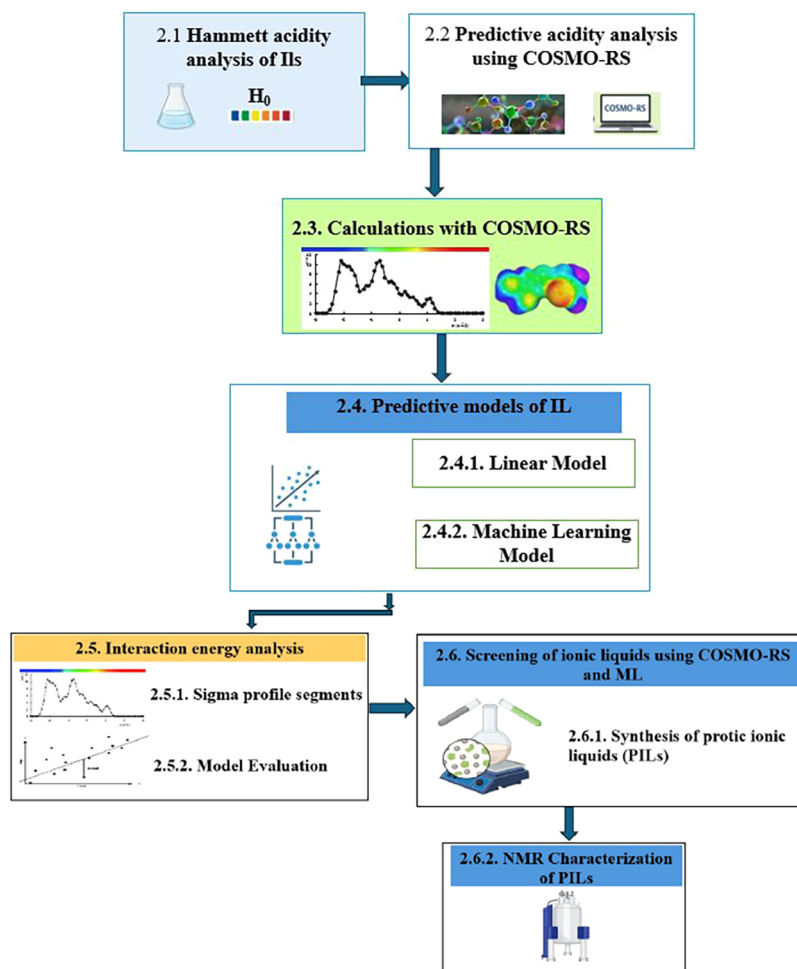 2.1 Hammett acidity
analysis of Ils
H₀
2.2 Predictive acidity analysis
using COSMO-RS
COSMO-RS
2.3. Calculations with COSMO-RS
2.4. Predictive models of IL
2.4.1. Linear Model
2.4.2. Machine Learning
Model
2.5. Interaction energy analysis
2.5.1. Sigma profile segments
2.5.2. Model Evaluation
2.6. Screening of ionic liquids using COSMO-RS
and ML
2.6.1. Synthesis of protic ionic
liquids (PILs)
2.6.2. NMR Characterization
of PILs